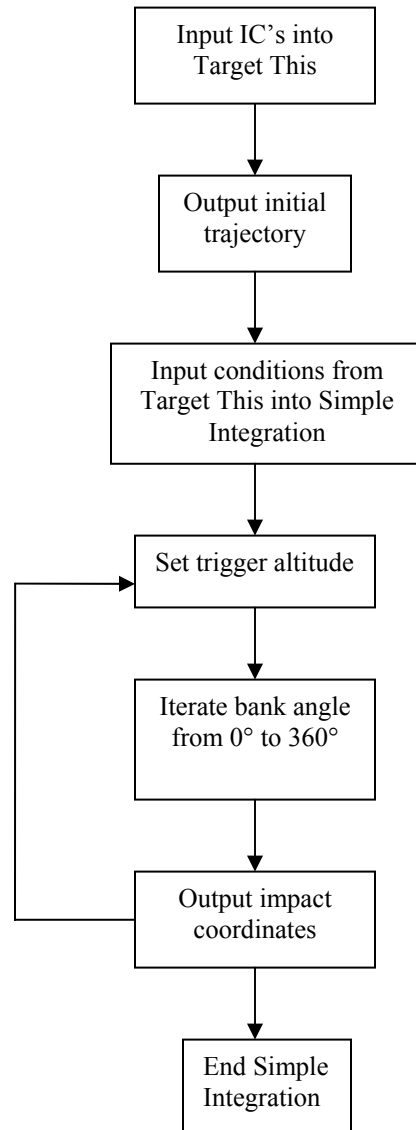 Input IC’s into
Target This
Output initial
trajectory
Input conditions from
Target This into Simple
Integration
Set trigger altitude
Iterate bank angle
from 0° to 360°
Output impact
coordinates
End Simple
Integration